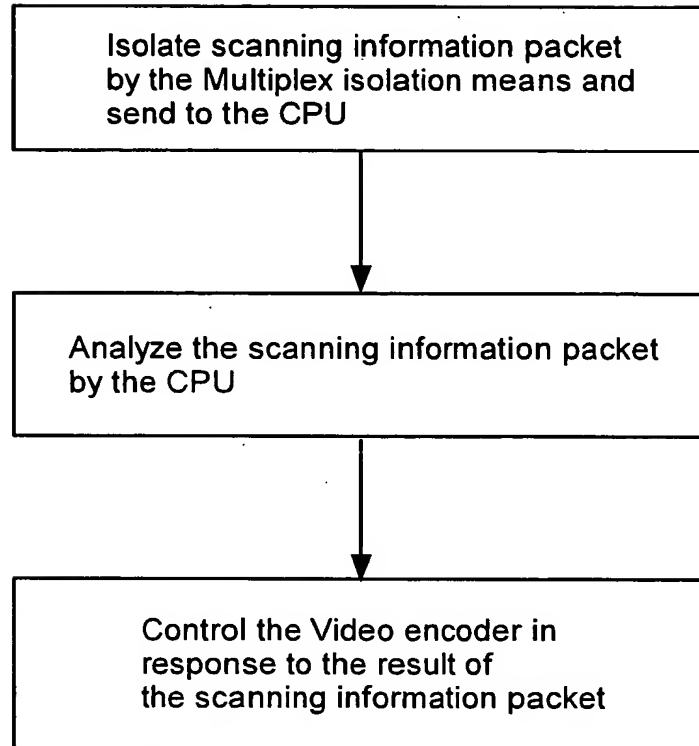 Isolate scanning information packet
by the Multiplex isolation means and
send to the CPU
Analyze the scanning information packet
by the CPU
Control the Video encoder in
response to the result of
the scanning information packet